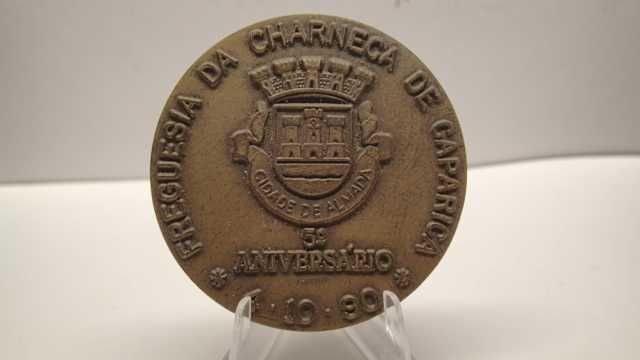 FREGUESIA DA CHARNECA DE CAPARICA
CIDADE DE ALMADA
5º
ANIVERSÁRIO
10·90